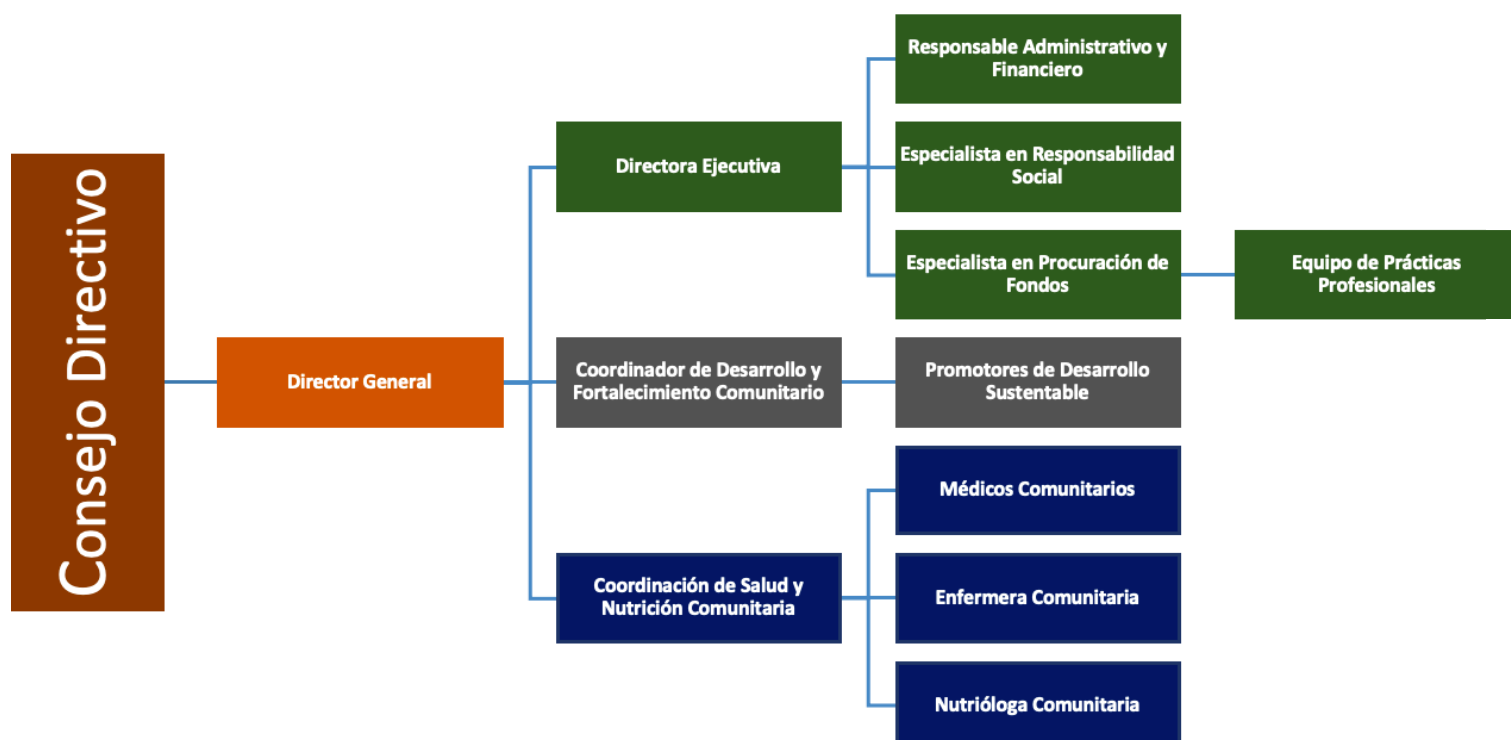 Consejo Directivo
Director General
Directora Ejecutiva
Responsable Administrativo y
Financiero
Especialista en Responsabilidad
Social
Especialista en Procuración de
Fondos
Equipo de Prácticas
Profesionales
Coordinador de Desarrollo y
Fortalecimiento Comunitario
Promotores de Desarrollo
Sustentable
Coordinación de Salud y
Nutrición Comunitaria
Médicos Comunitarios
Enfermera Comunitaria
Nutrióloga Comunitaria